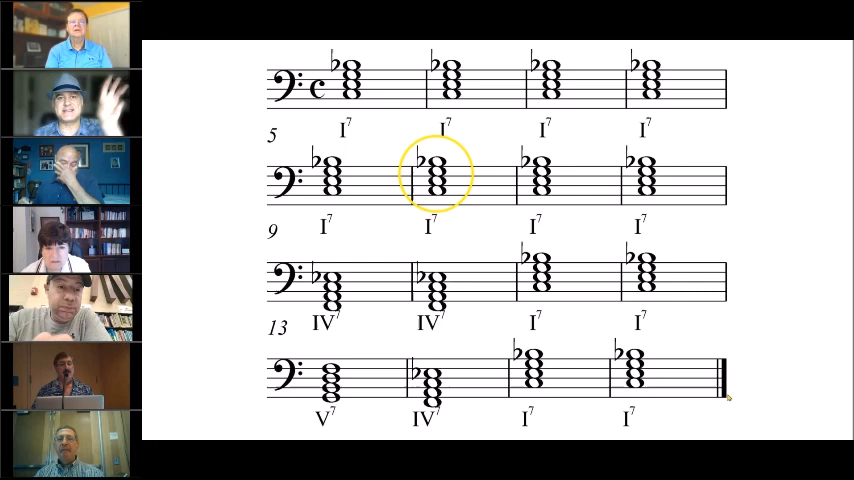 I7 I7 I7 I7
5
I7 I7 I7 I7
9
IV7 IV7 I7 I7
13
V7 IV7 I7 I7